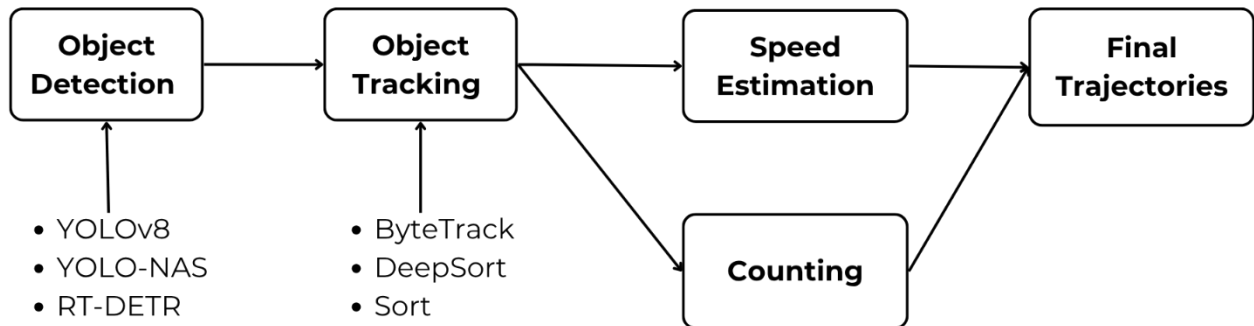 Object
Detection
Object
Tracking
Speed
Estimation
Final
Trajectories
• YOLOv8
• YOLO-NAS
• RT-DETR
• ByteTrack
• DeepSort
• Sort
Counting